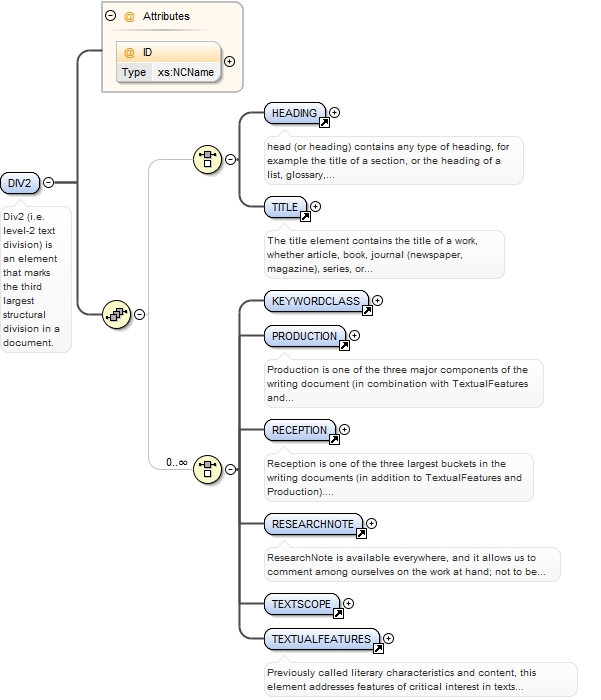 @ Attributes
@ ID
Type xs:NCName
DIV2
Div2 (i.e.
level-2 text
division) is
an element
that marks
the third
largest
structural
division in a
document.
HEADING
head (or heading) contains any type of heading, for
example the title of a section, or the heading of a
list, glossary,...
TITLE
The title element contains the title of a work,
whether article, book, journal (newspaper,
magazine), series, or...
0..∞
KEYWORDCLASS
PRODUCTION
Production is one of the three major components of the
writing document (in combination with TextualFeatures
and...
RECEPTION
Reception is one of the three largest buckets in the
writing documents (in addition to TextualFeatures and
Production)....
RESEARCHNOTE
ResearchNote is available everywhere, and it allows us to
comment among ourselves on the work at hand; not to be...
TEXTSCOPE
TEXTUALFEATURES
Previously called literary characteristics and content, this
element addresses features of critical interest in texts...